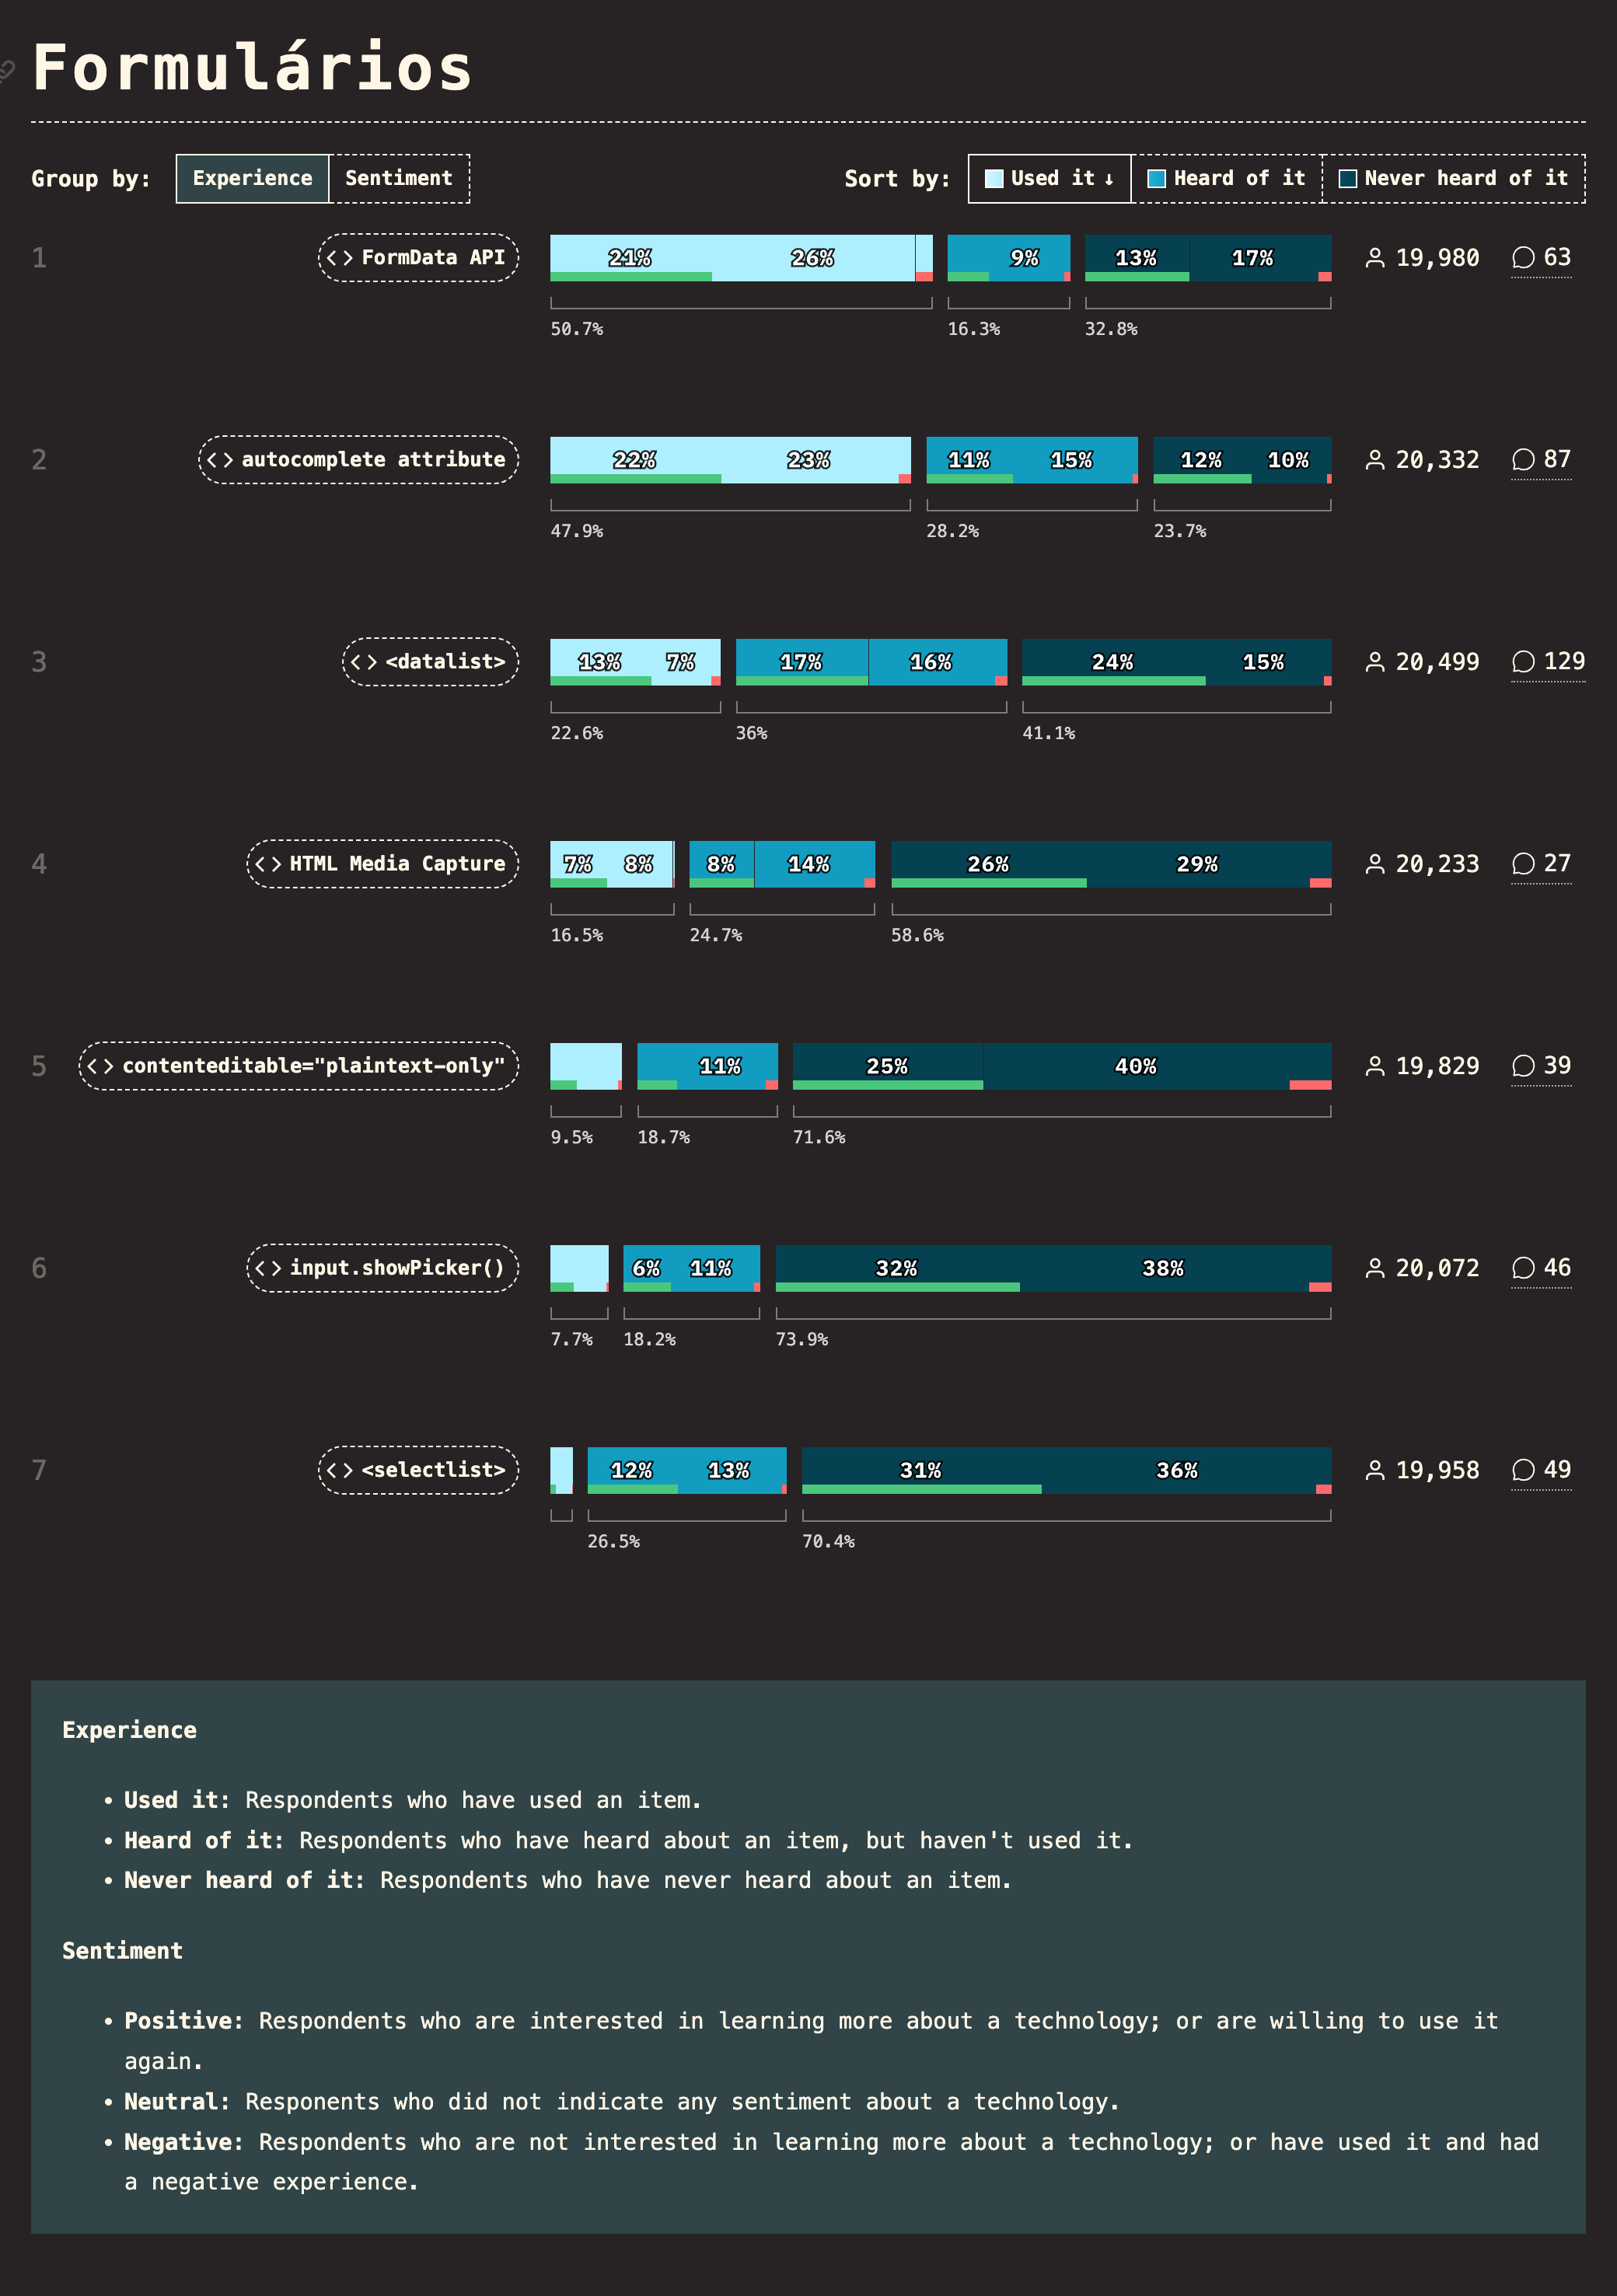 Formulários
Group by: Experience Sentiment Sort by: Used it ↓ Heard of it Never heard of it
1 <> FormData API 21% 26% 9% 13% 17% 19,980 63
50.7% 16.3% 32.8%
2 <> autocomplete attribute 22% 23% 11% 15% 12% 10% 20,332 87
47.9% 28.2% 23.7%
3 <> <datalist> 13% 7% 17% 16% 24% 15% 20,499 129
22.6% 36% 41.1%
4 <> HTML Media Capture 7% 8% 8% 14% 26% 29% 20,233 27
16.5% 24.7% 58.6%
5 <> contenteditable="plaintext-only" 11% 25% 40% 19,829 39
9.5% 18.7% 71.6%
6 <> input.showPicker() 6% 11% 32% 38% 20,072 46
7.7% 18.2% 73.9%
7 <> <selectlist> 12% 13% 31% 36% 19,958 49
26.5% 70.4%
Experience
• Used it: Respondents who have used an item.
• Heard of it: Respondents who have heard about an item, but haven't used it.
• Never heard of it: Respondents who have never heard about an item.
Sentiment
• Positive: Respondents who are interested in learning more about a technology; or are willing to use it
again.
• Neutral: Responents who did not indicate any sentiment about a technology.
• Negative: Respondents who are not interested in learning more about a technology; or have used it and had
a negative experience.